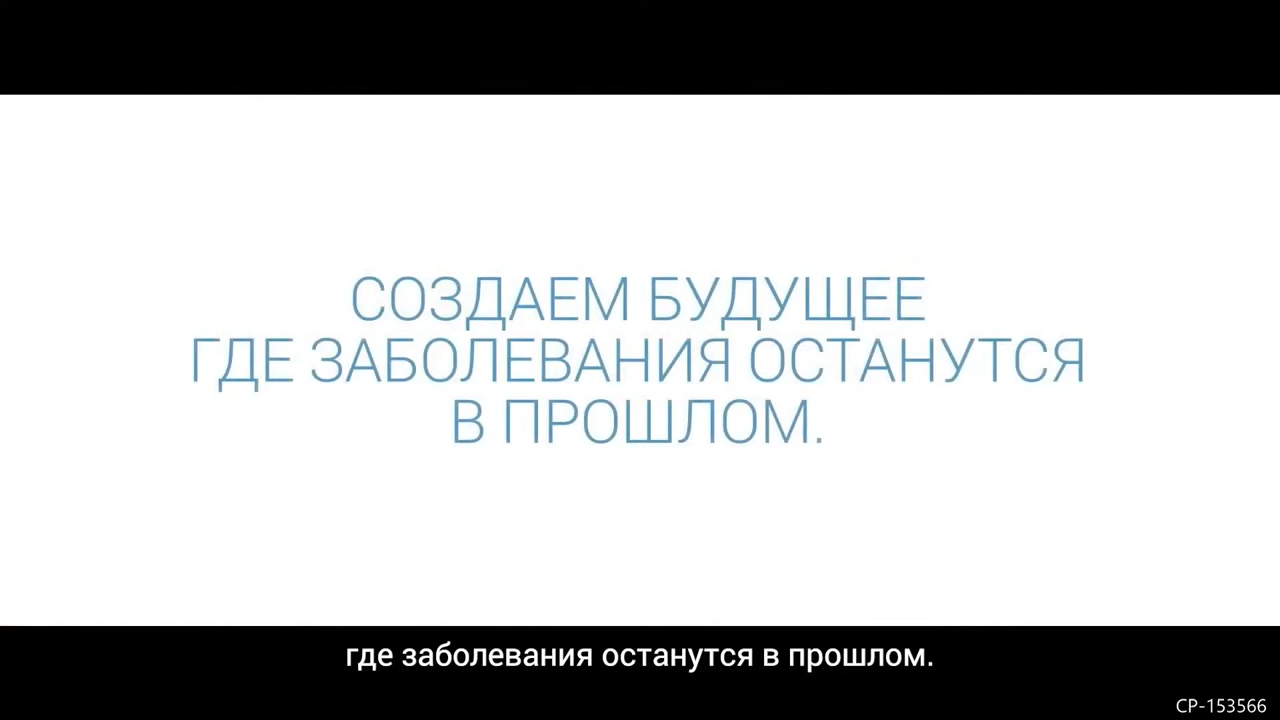 СОЗДАЕМ БУДУЩЕЕ
ГДЕ ЗАБОЛЕВАНИЯ ОСТАНУТСЯ
В ПРОШЛОМ.
где заболевания останутся в прошлом.
CP-153566